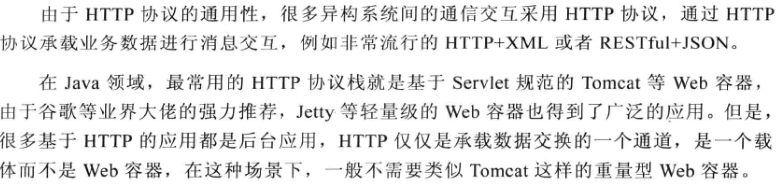 由于 HTTP 协议的通用性，很多异构系统间的通信交互采用 HTTP 协议，通过 HTTP
协议承载业务数据进行消息交互，例如非常流行的 HTTP+XML 或者 RESTful+JSON。
在 Java 领域，最常用的 HTTP 协议栈就是基于 Servlet 规范的 Tomcat 等 Web 容器，
由于谷歌等业界大佬的强力推荐，Jetty 等轻量级的 Web 容器也得到了广泛的应用。但是，
很多基于 HTTP 的应用都是后台应用，HTTP 仅仅是承载数据交换的一个通道，是一个载
体而不是 Web 容器，在这种场景下，一般不需要类似 Tomcat 这样的重量型 Web 容器。